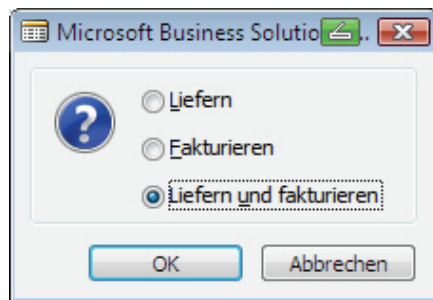 Microsoft Business Solutio...
Liefern
Fakturieren
Liefern und fakturieren
OK
Abbrechen